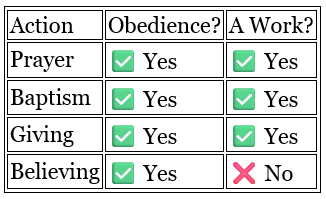 Action Obedience? A Work?
Prayer ✅ Yes ✅ Yes
Baptism ✅ Yes ✅ Yes
Giving ✅ Yes ✅ Yes
Believing ✅ Yes ❌ No